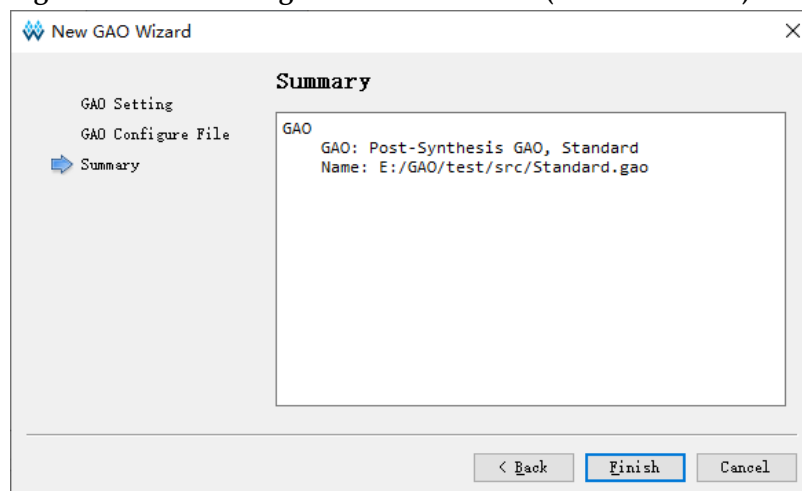 New GAO Wizard
GAO Setting
GAO Configure File
Summary
Summary
GAO
GAO: Post-Synthesis GAO, Standard
Name: E:/GAO/test/src/Standard.gao
< Back
Finish
Cancel